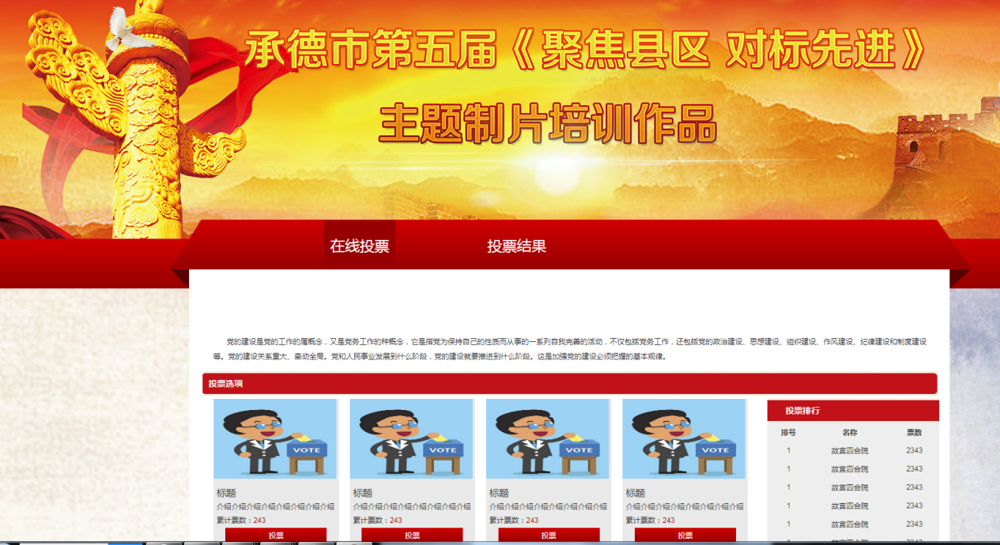 承德市第五届《聚焦县区 对标先进》
主题制片培训作品
在线投票 投票结果
党的建设是党的工作的属概念，又是党务工作的种概念，它是指党为保持自己的性质而从事的一系列自我完善的活动，不仅包括党务工作，还包括党的政治建设、思想建设、组织建设、作风建设、纪律建设和制度建设
等。党的建设关系重大、牵动全局。党和人民事业发展到什么阶段，党的建设就要推进到什么阶段。这是加强党的建设必须把握的基本规律。
投票选项
VOTE
标题
介绍介绍介绍介绍介绍介绍介绍
累计票数：243
投票
VOTE
标题
介绍介绍介绍介绍介绍介绍介绍
累计票数：243
投票
VOTE
标题
介绍介绍介绍介绍介绍介绍介绍
累计票数：243
投票
VOTE
标题
介绍介绍介绍介绍介绍介绍介绍
累计票数：243
投票
投票排行
排号 名称 票数
1 故宫四合院 2343
1 故宫四合院 2343
1 故宫四合院 2343
1 故宫四合院 2343
1 故宫四合院 2343